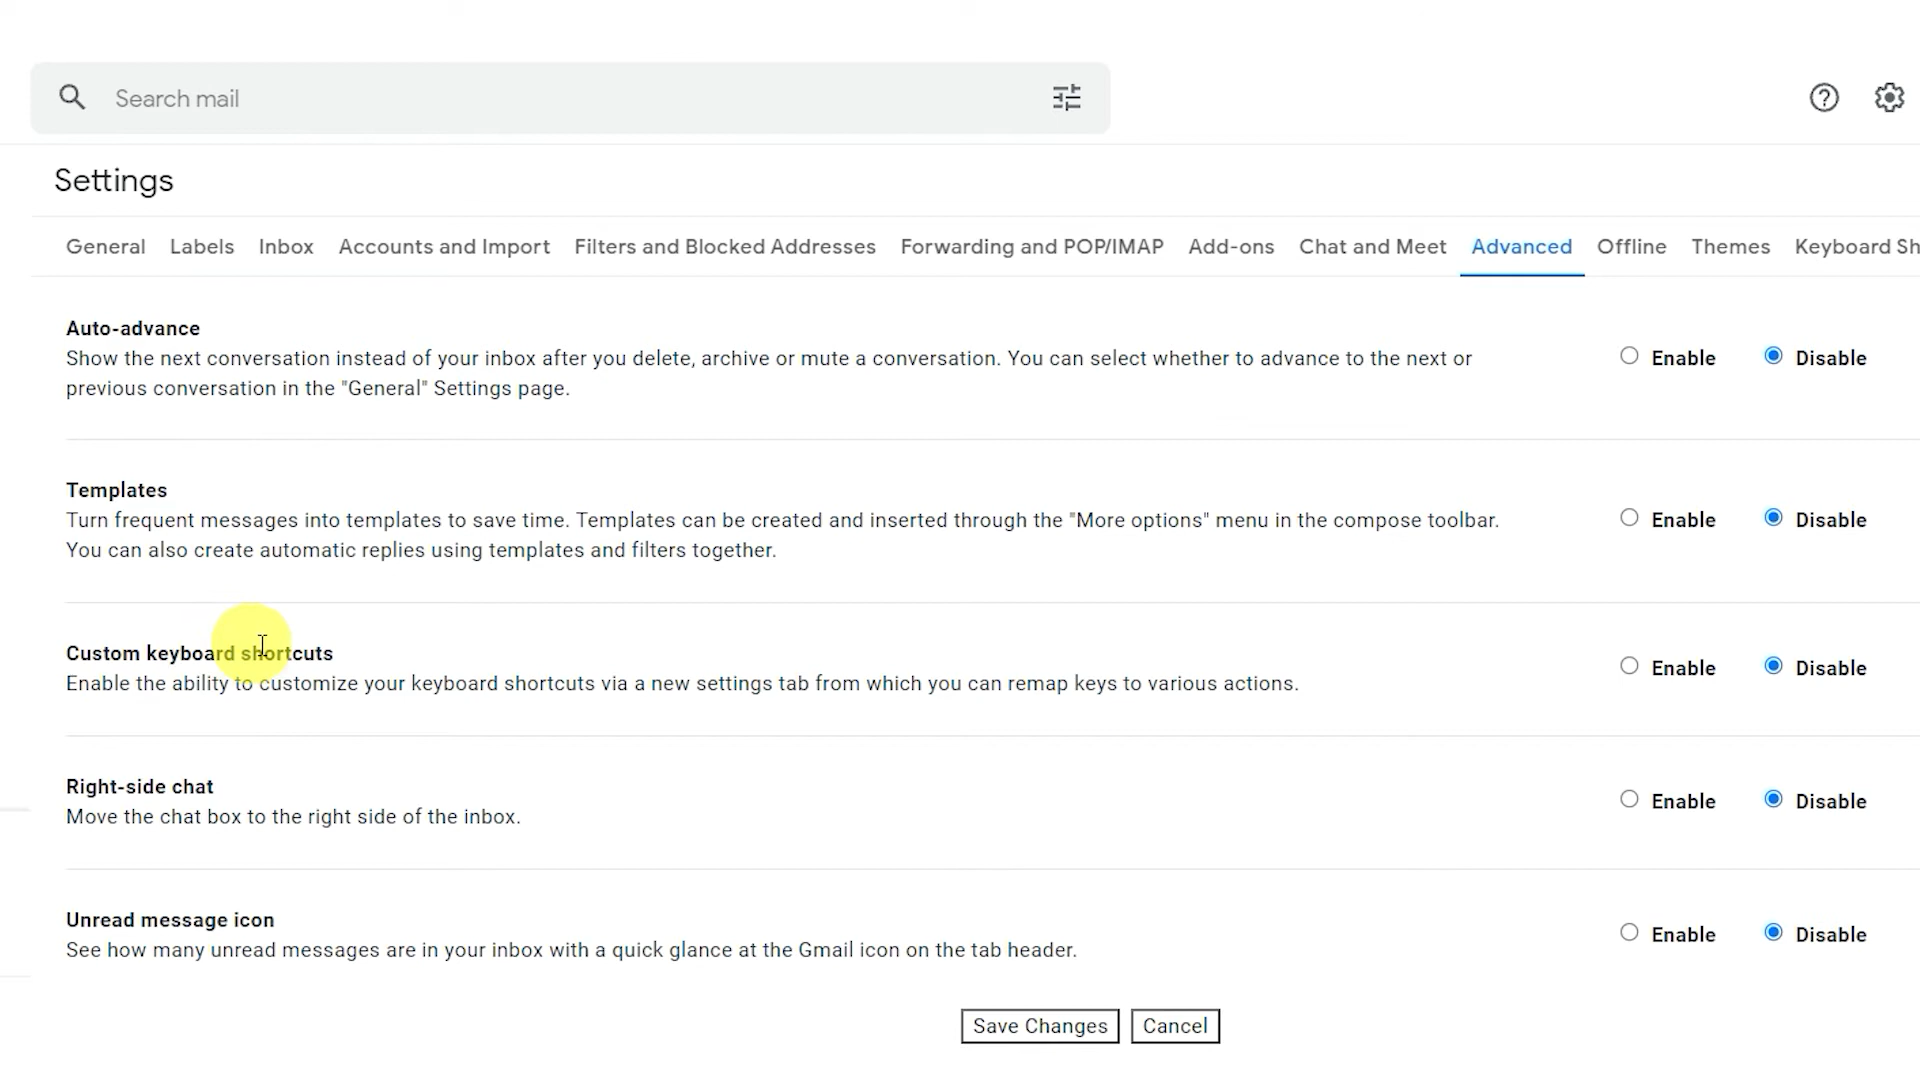 Search mail
Settings
General Labels Inbox Accounts and Import Filters and Blocked Addresses Forwarding and POP/IMAP Add-ons Chat and Meet Advanced Offline Themes Keyboard Sh
Auto-advance
Show the next conversation instead of your inbox after you delete, archive or mute a conversation. You can select whether to advance to the next or
previous conversation in the "General" Settings page.
Enable Disable
Templates
Turn frequent messages into templates to save time. Templates can be created and inserted through the "More options" menu in the compose toolbar.
You can also create automatic replies using templates and filters together.
Enable Disable
Custom keyboard shortcuts
Enable the ability to customize your keyboard shortcuts via a new settings tab from which you can remap keys to various actions.
Enable Disable
Right-side chat
Move the chat box to the right side of the inbox.
Enable Disable
Unread message icon
See how many unread messages are in your inbox with a quick glance at the Gmail icon on the tab header.
Enable Disable
Save Changes Cancel